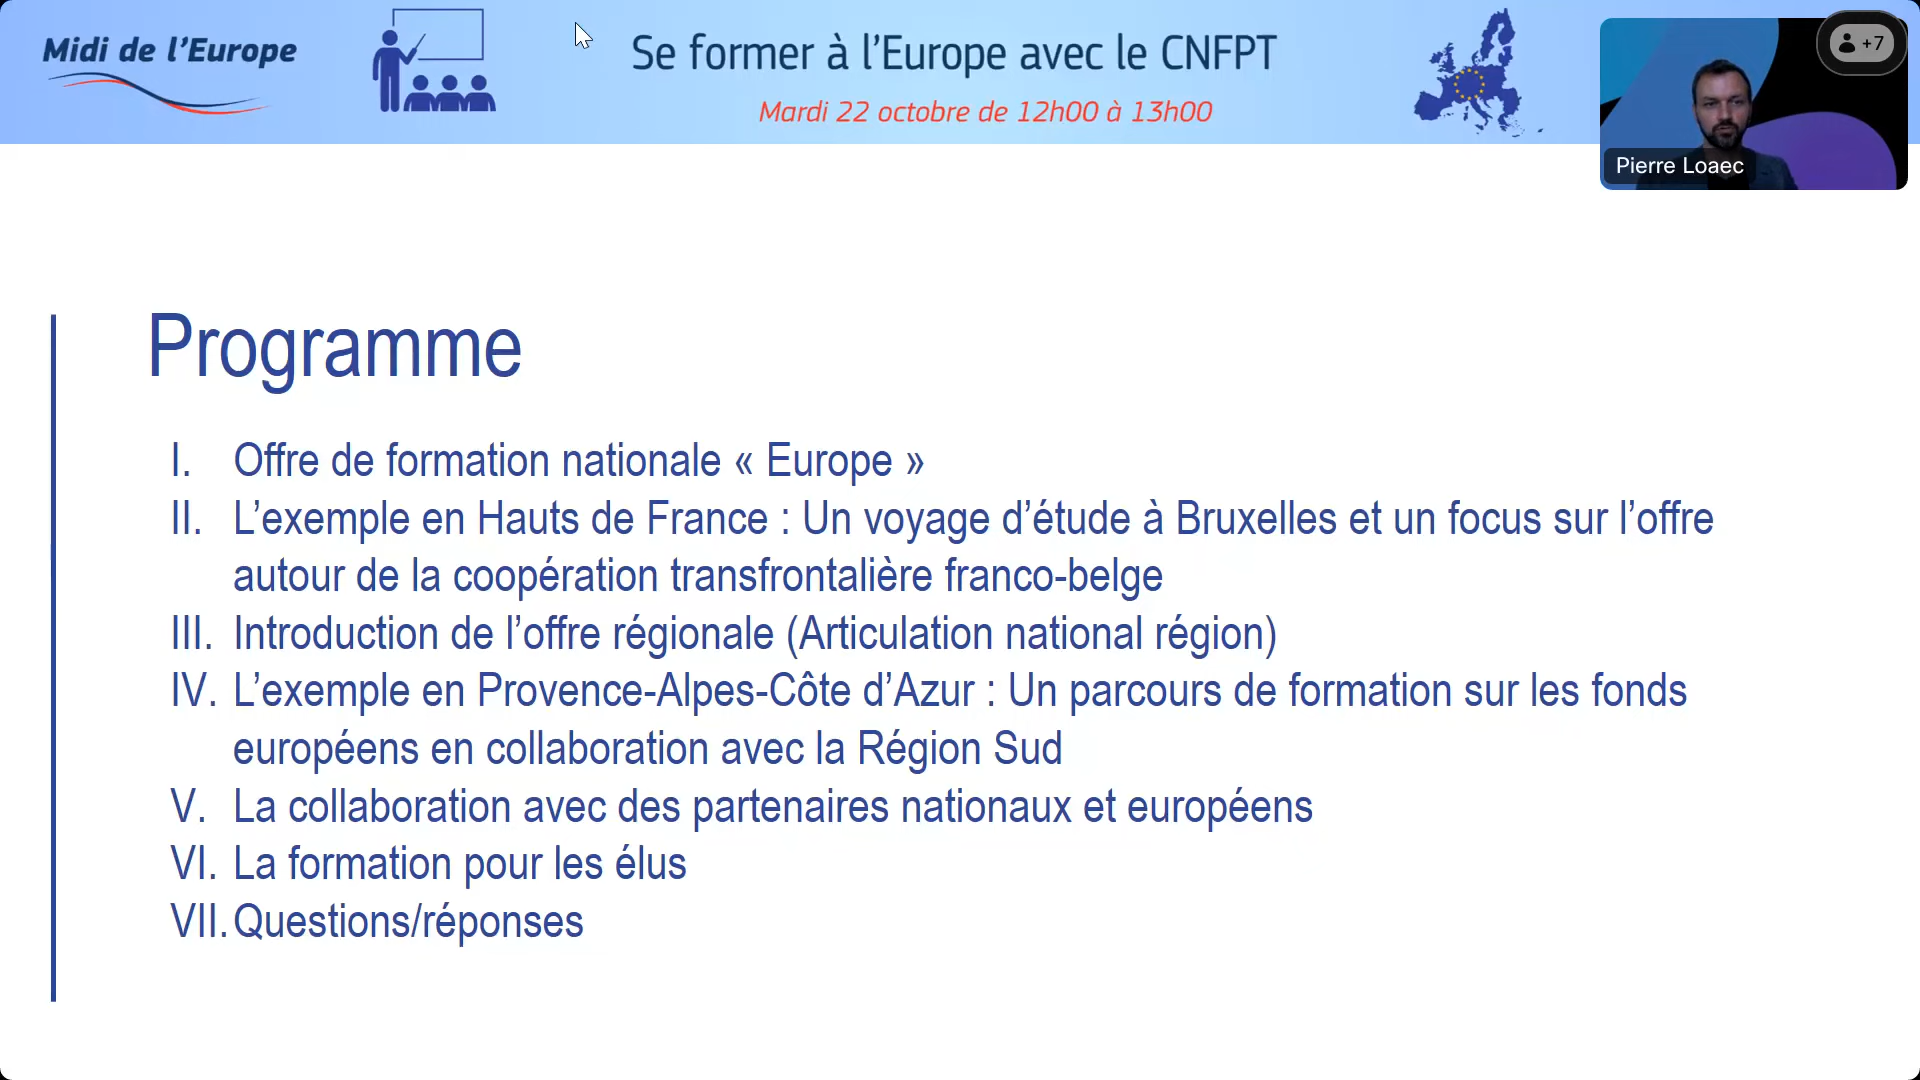 Midi de l’Europe
Se former à l’Europe avec le CNFPT
Mardi 22 octobre de 12h00 à 13h00
+7
Pierre Loaec
Programme
I. Offre de formation nationale « Europe »
II. L’exemple en Hauts de France : Un voyage d’étude à Bruxelles et un focus sur l’offre
autour de la coopération transfrontalière franco-belge
III. Introduction de l’offre régionale (Articulation national région)
IV. L’exemple en Provence-Alpes-Côte d’Azur : Un parcours de formation sur les fonds
européens en collaboration avec la Région Sud
V. La collaboration avec des partenaires nationaux et européens
VI. La formation pour les élus
VII. Questions/réponses